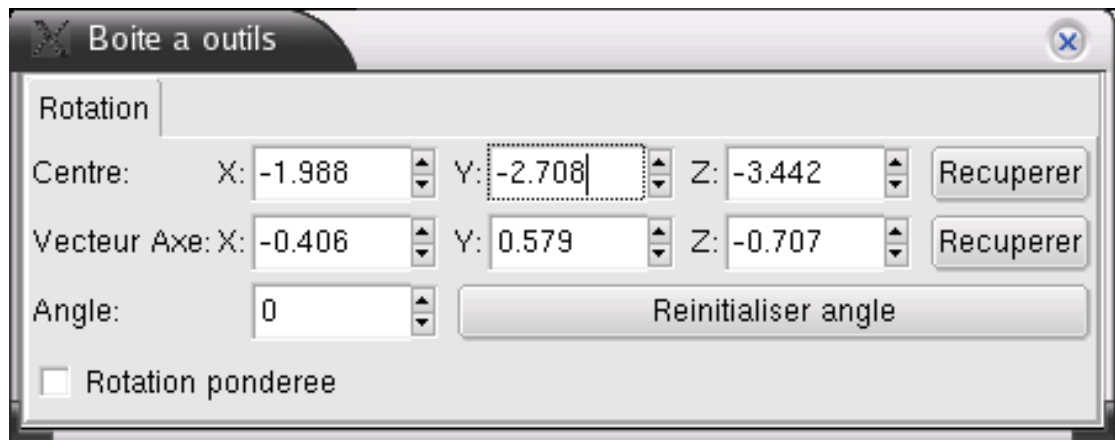 Boite a outils
Rotation
Centre: X: -1.988 Y: -2.708 Z: -3.442 Recuperer
Vecteur Axe: X: -0.406 Y: 0.579 Z: -0.707 Recuperer
Angle: 0 Reinitialiser angle
Rotation ponderee